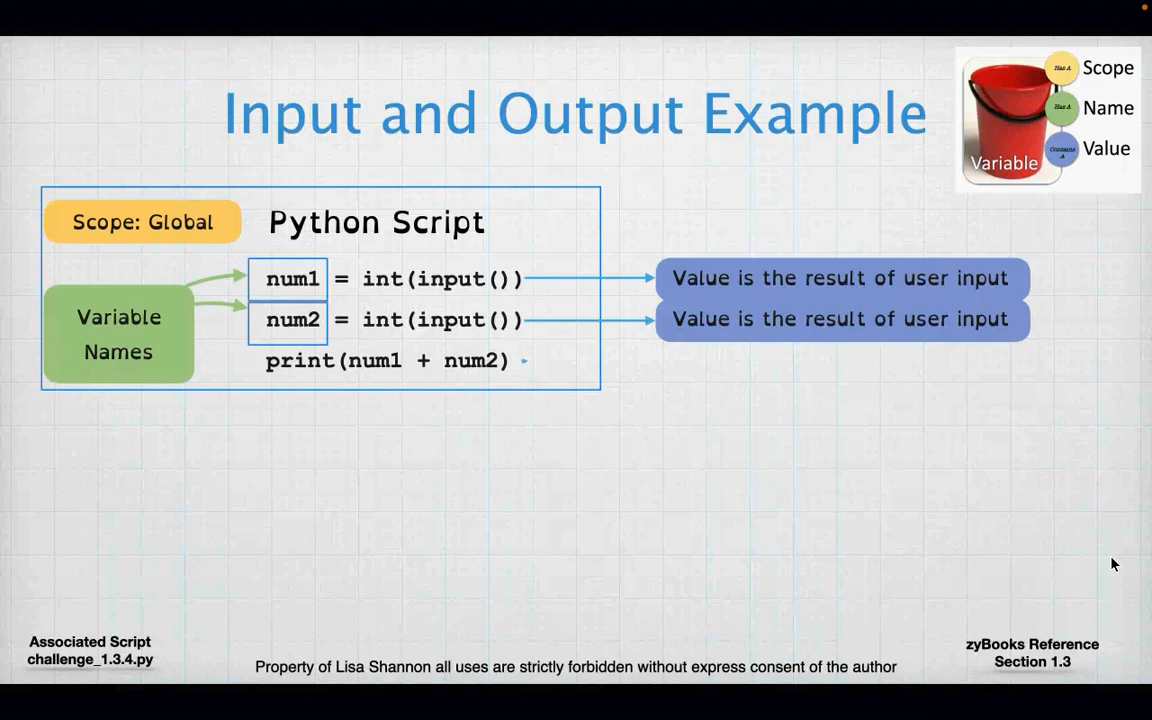 Input and Output Example
Has A
Scope
Has A
Name
Contains
A
Value
Variable
Scope: Global
Python Script
Variable
Names
num1 = int(input())
Value is the result of user input
num2 = int(input())
Value is the result of user input
print(num1 + num2)
Associated Script
challenge_1.3.4.py
Property of Lisa Shannon all uses are strictly forbidden without express consent of the author
zyBooks Reference
Section 1.3